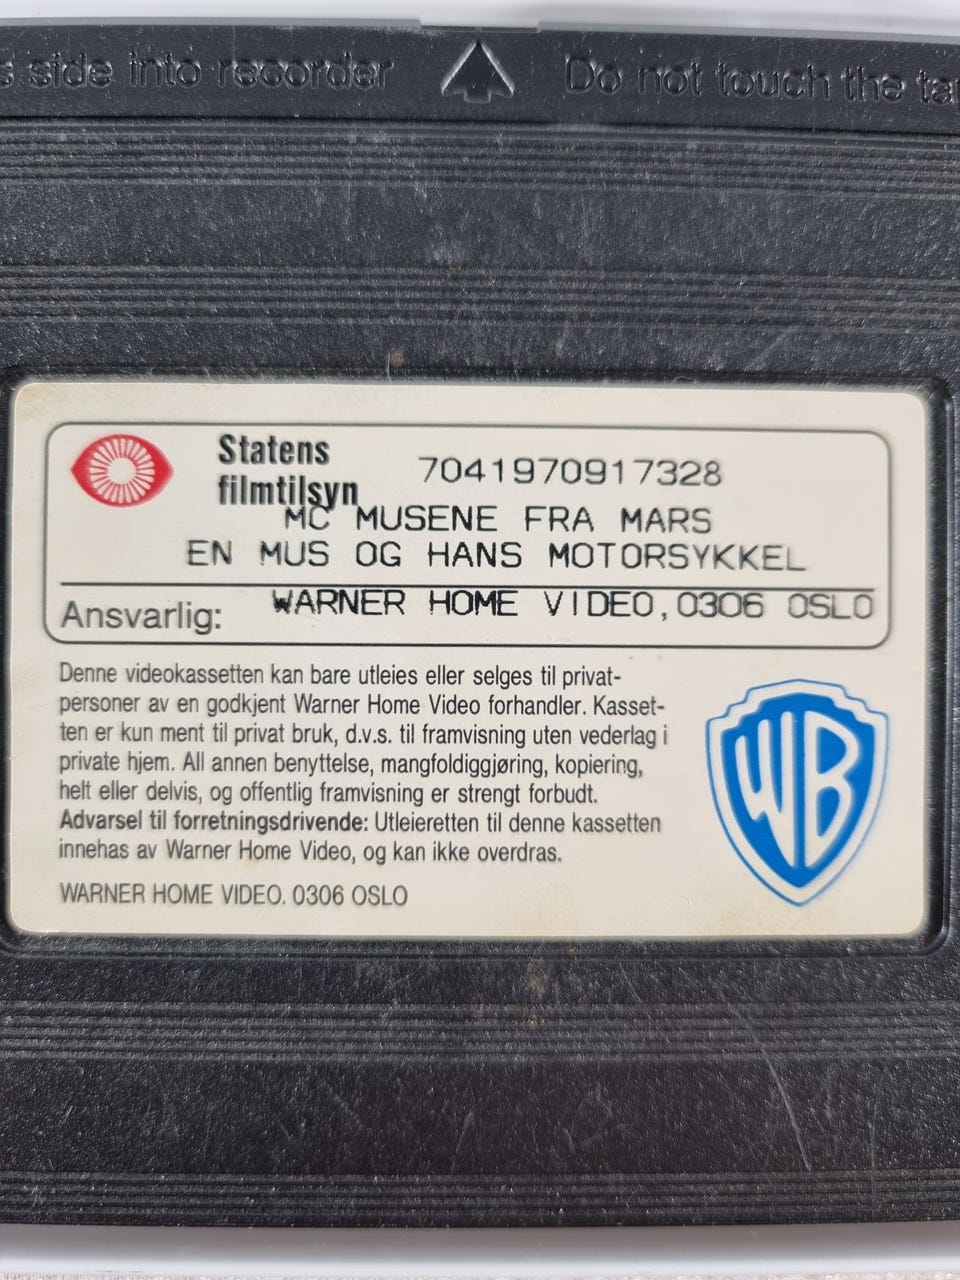 s side into recorder Do not touch the ta
Statens
filmtilsyn
7041970917328
MC MUSENE FRA MARS
EN MUS OG HANS MOTORSYKKEL
Ansvarlig: WARNER HOME VIDEO,0306 OSLO
Denne videokassetten kan bare utleies eller selges til privat-
personer av en godkjent Warner Home Video forhandler. Kasset-
ten er kun ment til privat bruk, d.v.s. til framvisning uten vederlag i
private hjem. All annen benyttelse, mangfoldiggjøring, kopiering,
helt eller delvis, og offentlig framvisning er strengt forbudt.
Advarsel til forretningsdrivende: Utleieretten til denne kassetten
innehas av Warner Home Video, og kan ikke overdras.
WARNER HOME VIDEO. 0306 OSLO
WB